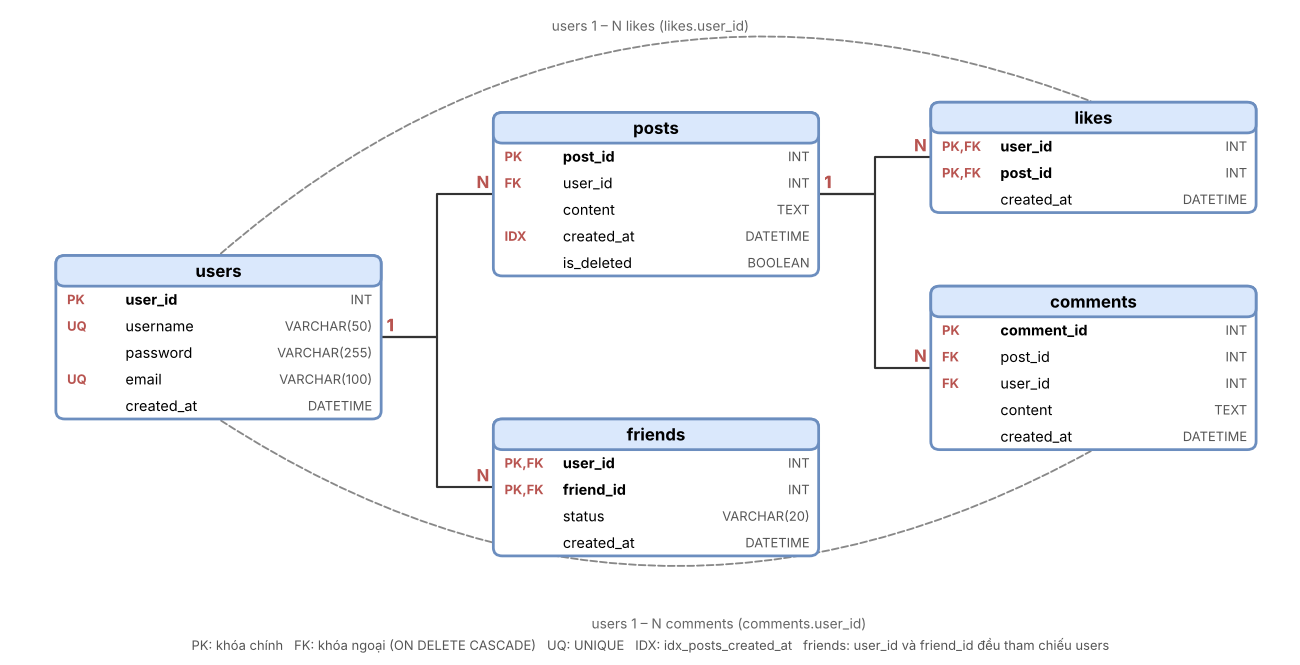 users 1 – N likes (likes.user_id)
posts
PK post_id INT
N FK user_id INT 1
content TEXT
IDX created_at DATETIME
is_deleted BOOLEAN
likes
N PK,FK user_id INT
PK,FK post_id INT
created_at DATETIME
users
PK user_id INT
UQ username VARCHAR(50) 1
password VARCHAR(255)
UQ email VARCHAR(100)
created_at DATETIME
comments
PK comment_id INT
N FK post_id INT
FK user_id INT
content TEXT
created_at DATETIME
friends
PK,FK user_id INT
N PK,FK friend_id INT
status VARCHAR(20)
created_at DATETIME
users 1 – N comments (comments.user_id)
PK: khóa chính FK: khóa ngoại (ON DELETE CASCADE) UQ: UNIQUE IDX: idx_posts_created_at friends: user_id và friend_id đều tham chiếu users